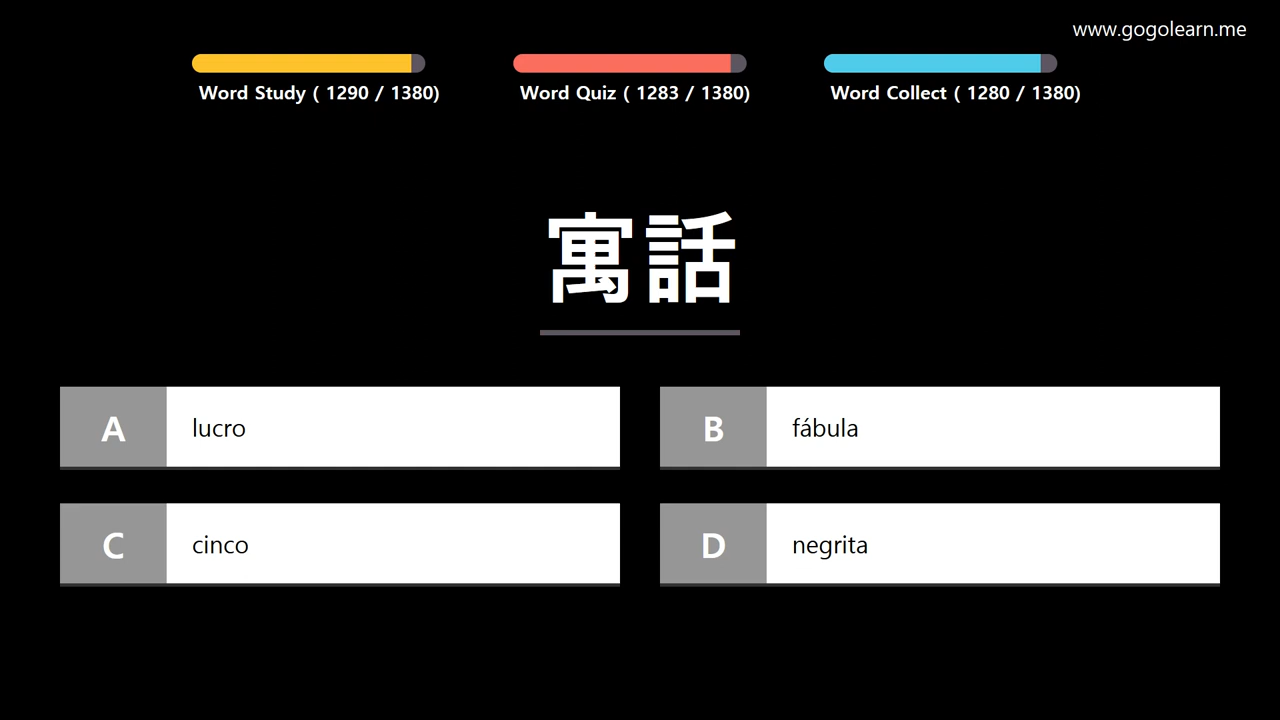 www.gogolearn.me
Word Study ( 1290 / 1380)
Word Quiz ( 1283 / 1380)
Word Collect ( 1280 / 1380)
寓話
A lucro
B fábula
C cinco
D negrita